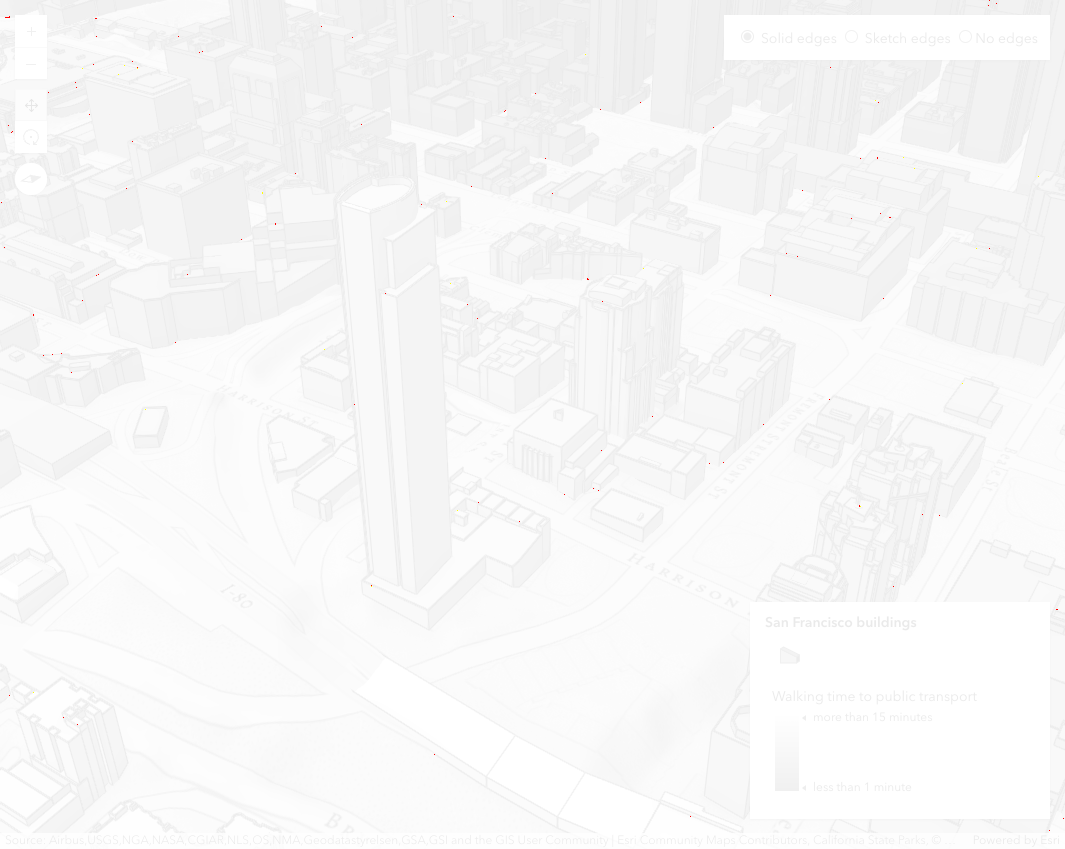 Solid edges Sketch edges No edges
HARRISON ST
I-80
HARRISON
San Francisco buildings
Walking time to public transport
more than 15 minutes
less than 1 minute
Source: Airbus,USGS,NGA,NASA,CGIAR,NLS,OS,NMA,Geodatastyrelsen,GSA,GSI and the GIS User Community | Esri Community Maps Contributors, California State Parks, © ... Powered by Esri